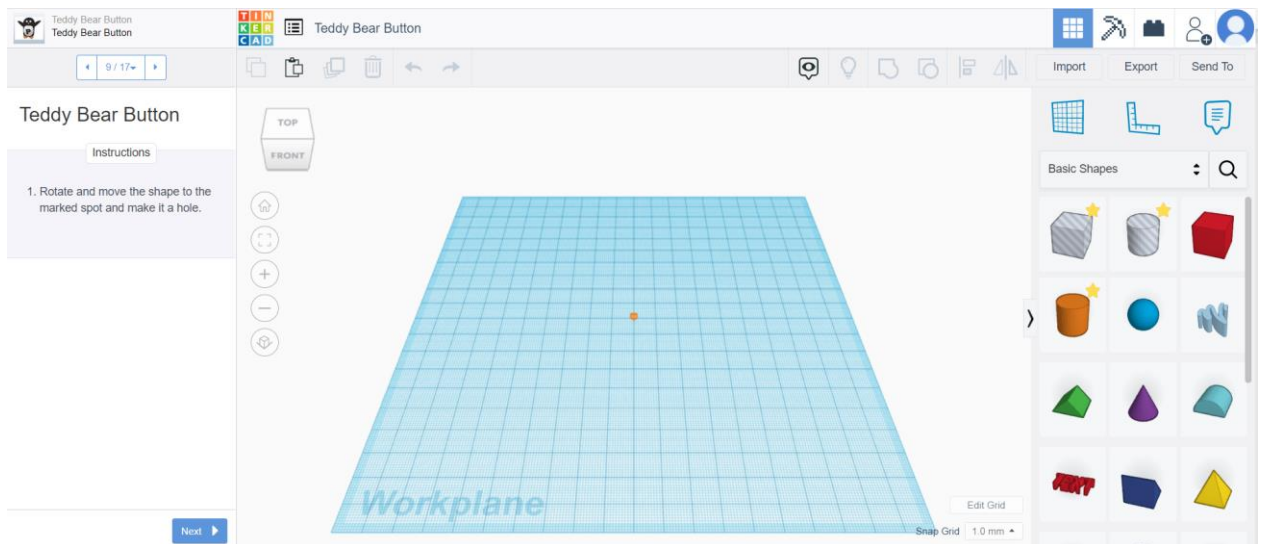 Teddy Bear Button
Teddy Bear Button
9 / 17
Teddy Bear Button
Instructions
1. Rotate and move the shape to the
marked spot and make it a hole.
Next
TIN
KER
CAD
Teddy Bear Button
Import
Export
Send To
TOP
FRONT
Basic Shapes
TEXT
Workplane
Edit Grid
Snap Grid 1.0 mm